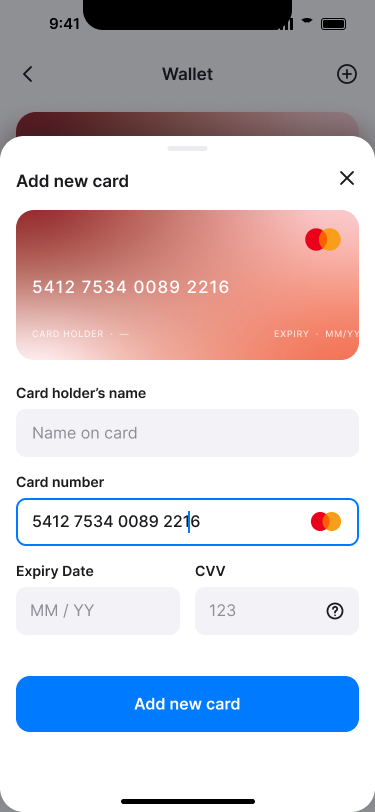 9:41
Wallet
Add new card
5412 7534 0089 2216
CARD HOLDER · —
EXPIRY · MM/YY
Card holder’s name
Name on card
Card number
5412 7534 0089 2216
Expiry Date
CVV
MM / YY
123
Add new card